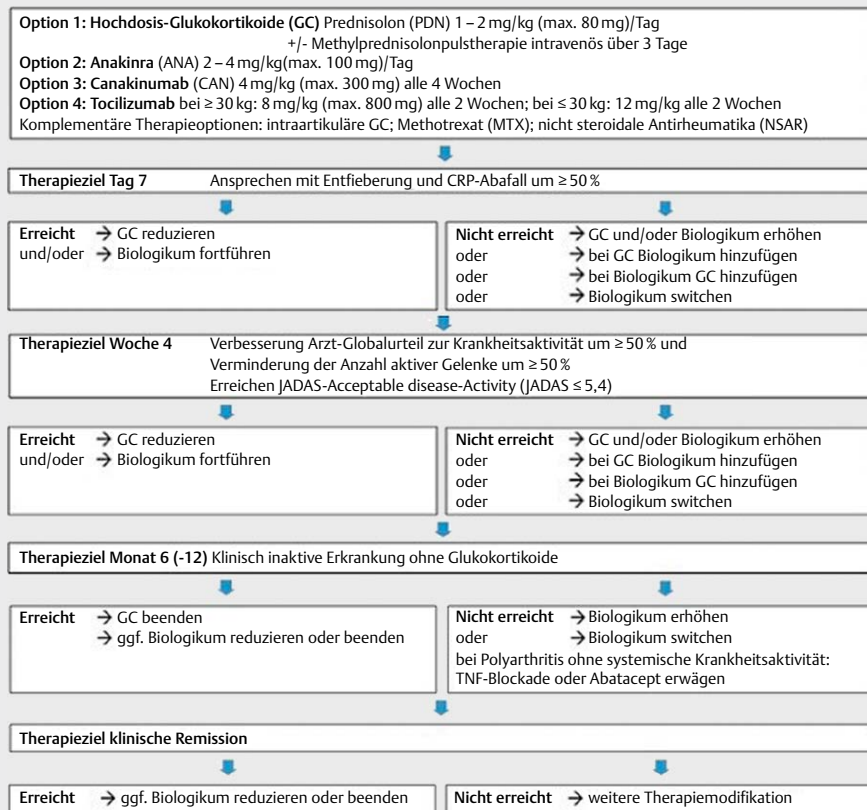 Option 1: Hochdosis-Glukokortikoide (GC) Prednisolon (PDN) 1 – 2 mg/kg (max. 80 mg)/Tag
+/- Methylprednisolonpulstherapie intravenös über 3 Tage
Option 2: Anakinra (ANA) 2 – 4 mg/kg(max. 100 mg)/Tag
Option 3: Canakinumab (CAN) 4 mg/kg (max. 300 mg) alle 4 Wochen
Option 4: Tocilizumab bei ≥ 30 kg: 8 mg/kg (max. 800 mg) alle 2 Wochen; bei ≤ 30 kg: 12 mg/kg alle 2 Wochen
Komplementäre Therapieoptionen: intraartikuläre GC; Methotrexat (MTX); nicht steroidale Antirheumatika (NSAR)
Therapieziel Tag 7 Ansprechen mit Entfieberung und CRP-Abafall um ≥ 50 %
Erreicht → GC reduzieren
und/oder → Biologikum fortführen
Nicht erreicht → GC und/oder Biologikum erhöhen
oder → bei GC Biologikum hinzufügen
oder → bei Biologikum GC hinzufügen
oder → Biologikum switchen
Therapieziel Woche 4 Verbesserung Arzt-Globalurteil zur Krankheitsaktivität um ≥ 50 % und
Verminderung der Anzahl aktiver Gelenke um ≥ 50 %
Erreichen JADAS-Acceptable disease-Activity (JADAS ≤ 5,4)
Erreicht → GC reduzieren
und/oder → Biologikum fortführen
Nicht erreicht → GC und/oder Biologikum erhöhen
oder → bei GC Biologikum hinzufügen
oder → bei Biologikum GC hinzufügen
oder → Biologikum switchen
Therapieziel Monat 6 (-12) Klinisch inaktive Erkrankung ohne Glukokortikoide
Erreicht → GC beenden
→ ggf. Biologikum reduzieren oder beenden
Nicht erreicht → Biologikum erhöhen
oder → Biologikum switchen
bei Polyarthritis ohne systemische Krankheitsaktivität:
TNF-Blockade oder Abatacept erwägen
Therapieziel klinische Remission
Erreicht → ggf. Biologikum reduzieren oder beenden
Nicht erreicht → weitere Therapiemodifikation